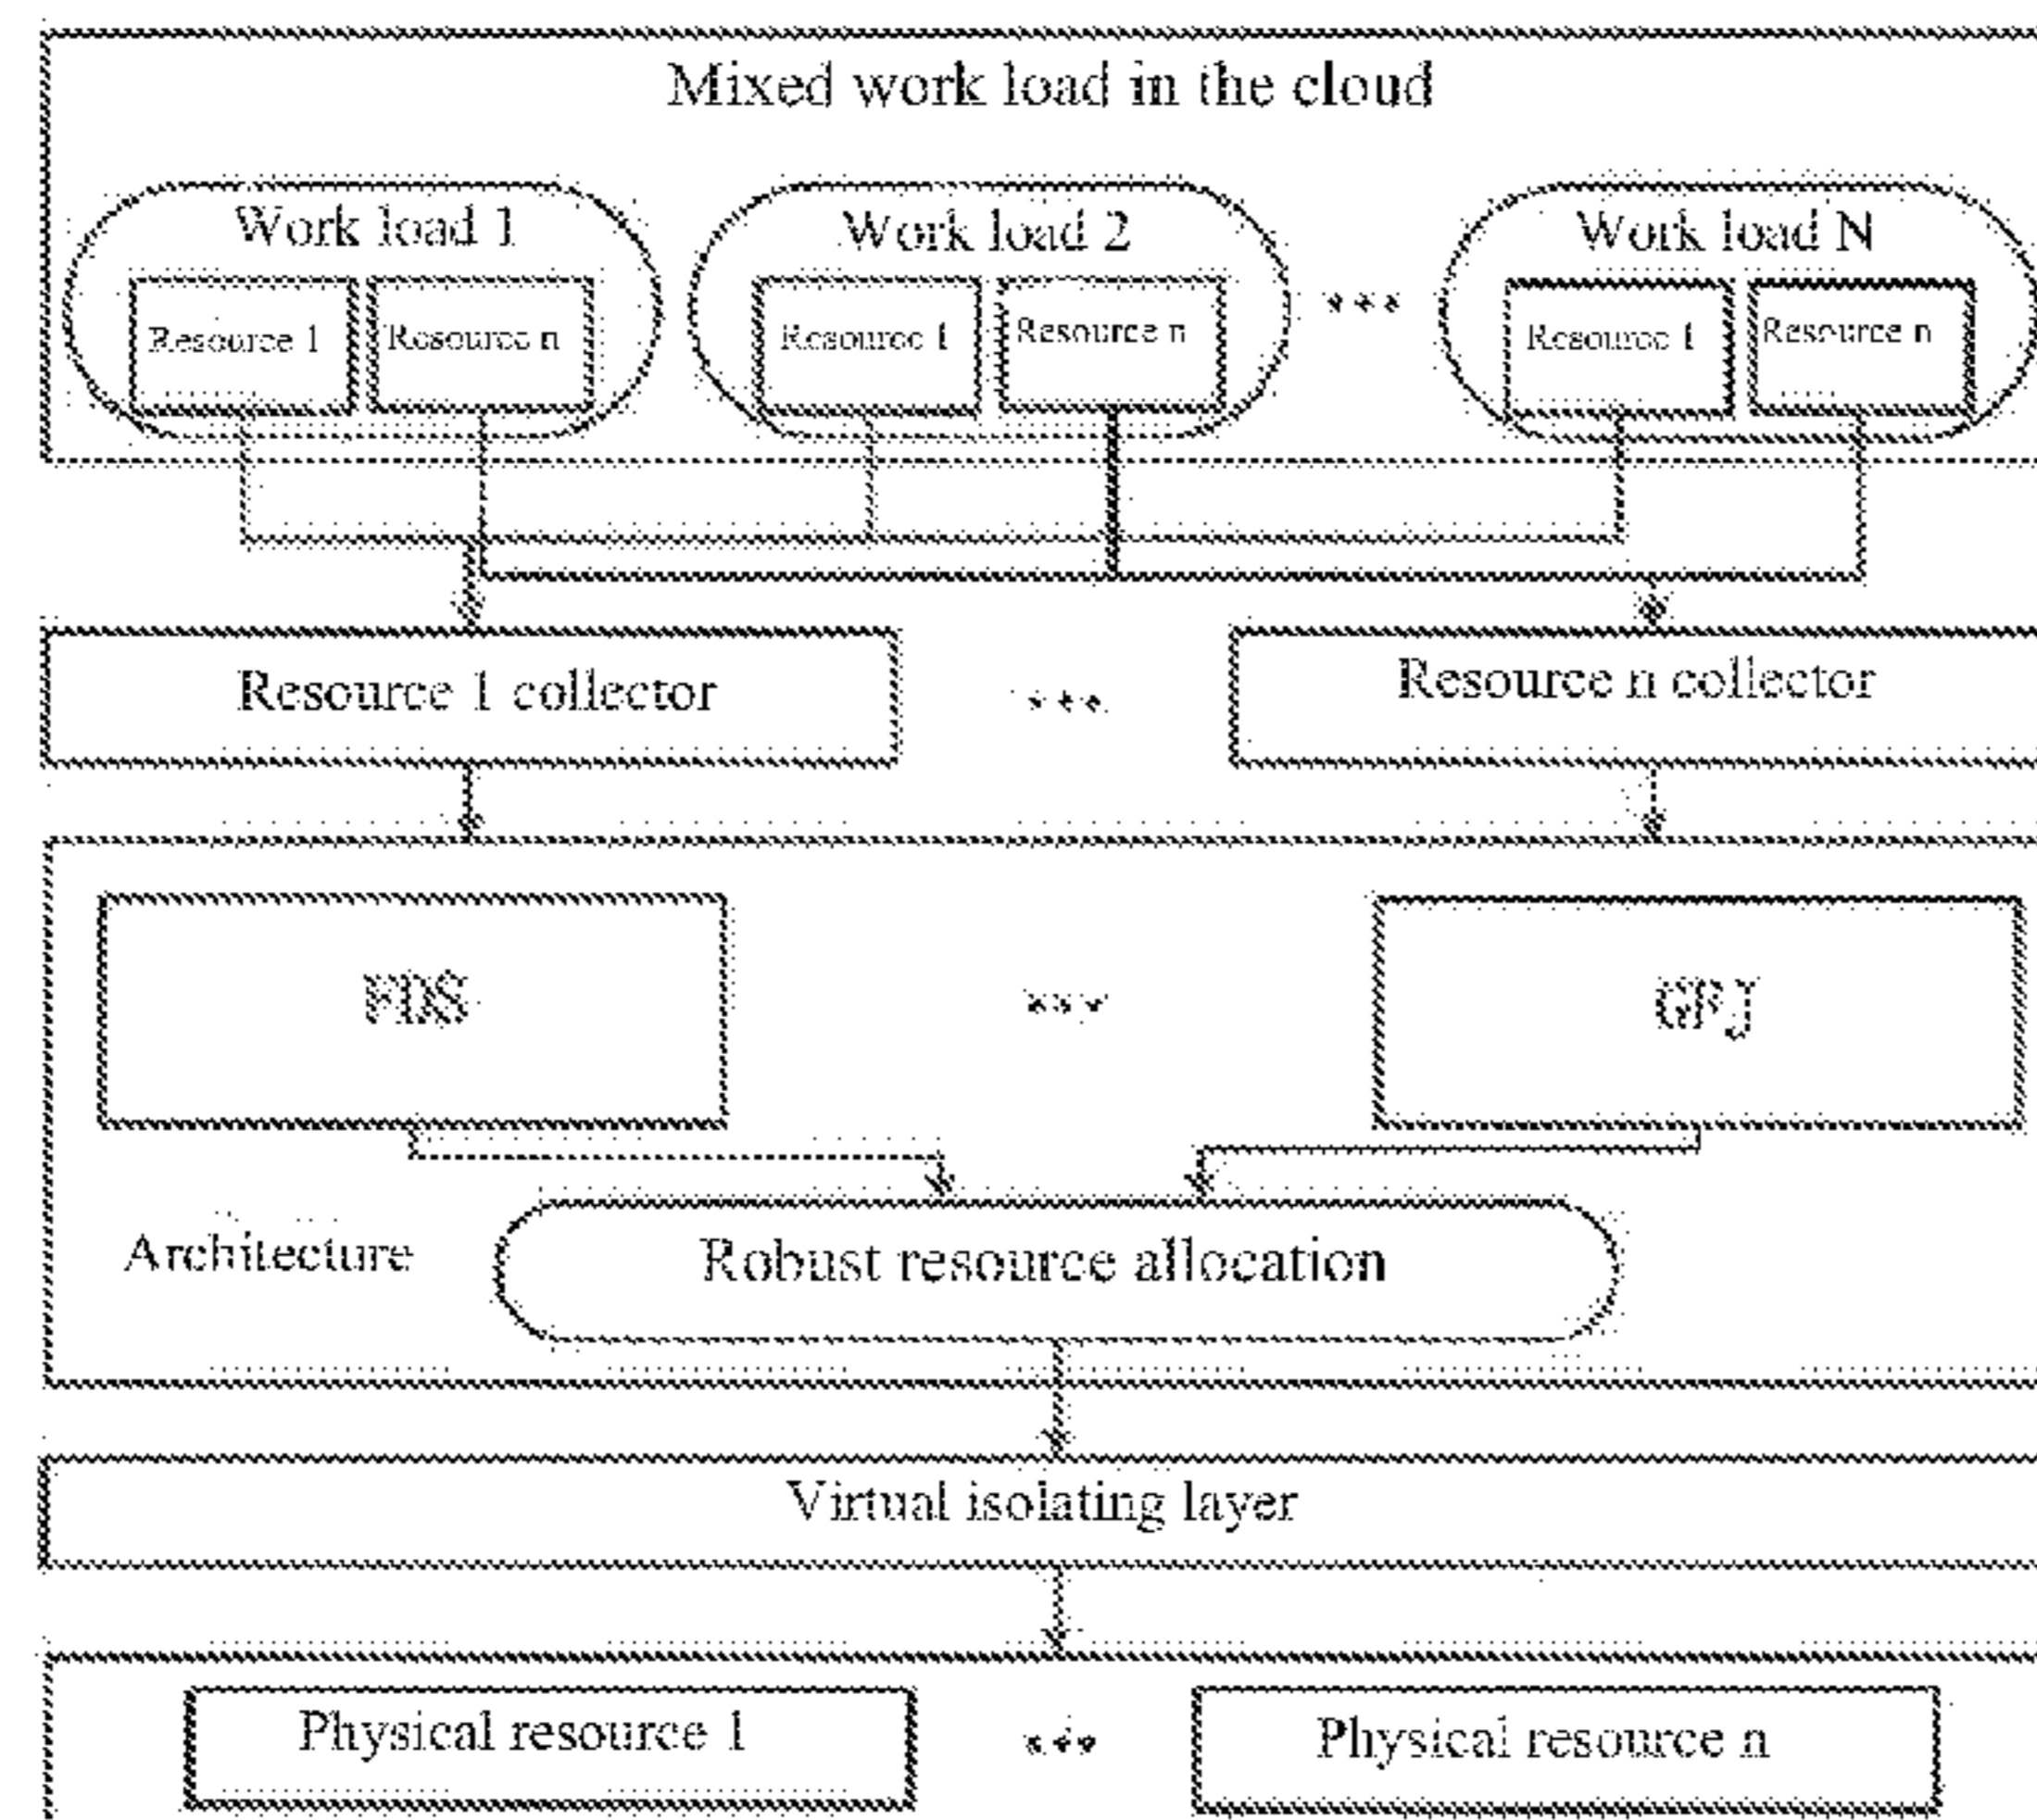 Mixed work load in the cloud
Work load 1
Work load 2
Work load N
Resource 1
Resource n
Resource 1
Resource n
Resource 1
Resource n
Resource 1 collector
Resource n collector
Architecture
Robust resource allocation
Virtual isolating layer
Physical resource 1
Physical resource n